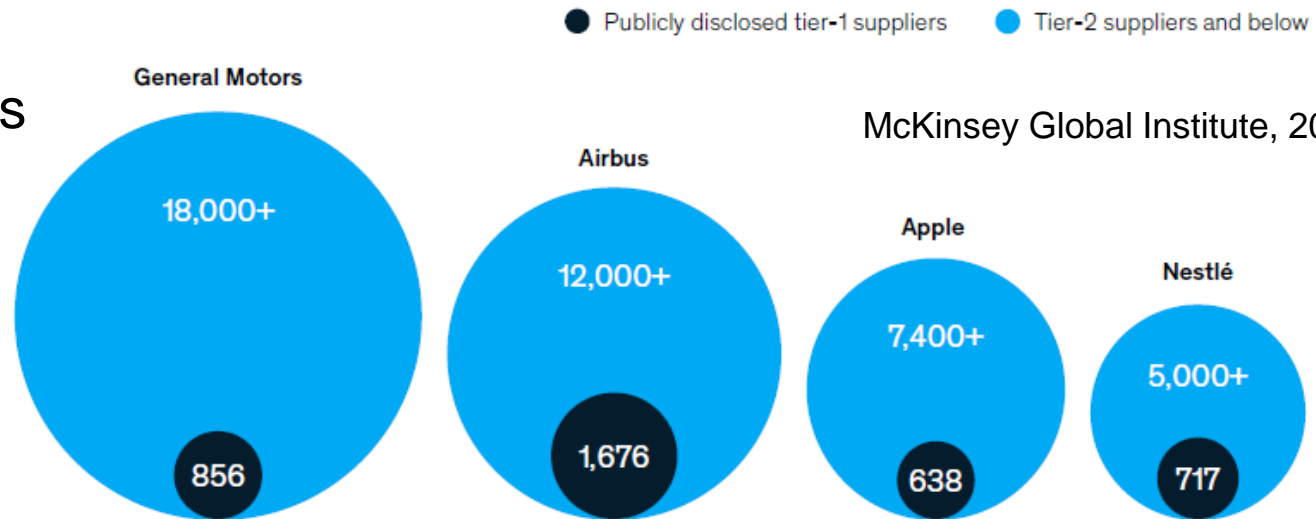 Publicly disclosed tier-1 suppliers
Tier-2 suppliers and below
General Motors
s
McKinsey Global Institute, 20
Airbus
18,000+
Apple
12,000+
Nestlé
7,400+
5,000+
856
1,676
638
717